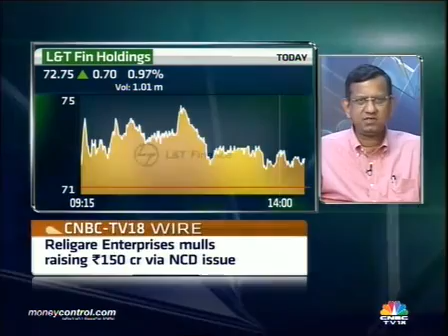 L&T Fin Holdings
TODAY
72.75 ▲ 0.70 0.97%
Vol: 1.01 m
75
L&T Finance
71
09:15
14:00
CNBC-TV18 WIRE
Religare Enterprises mulls
raising ₹150 cr via NCD issue
moneycontrol.com
CNBC
TV18